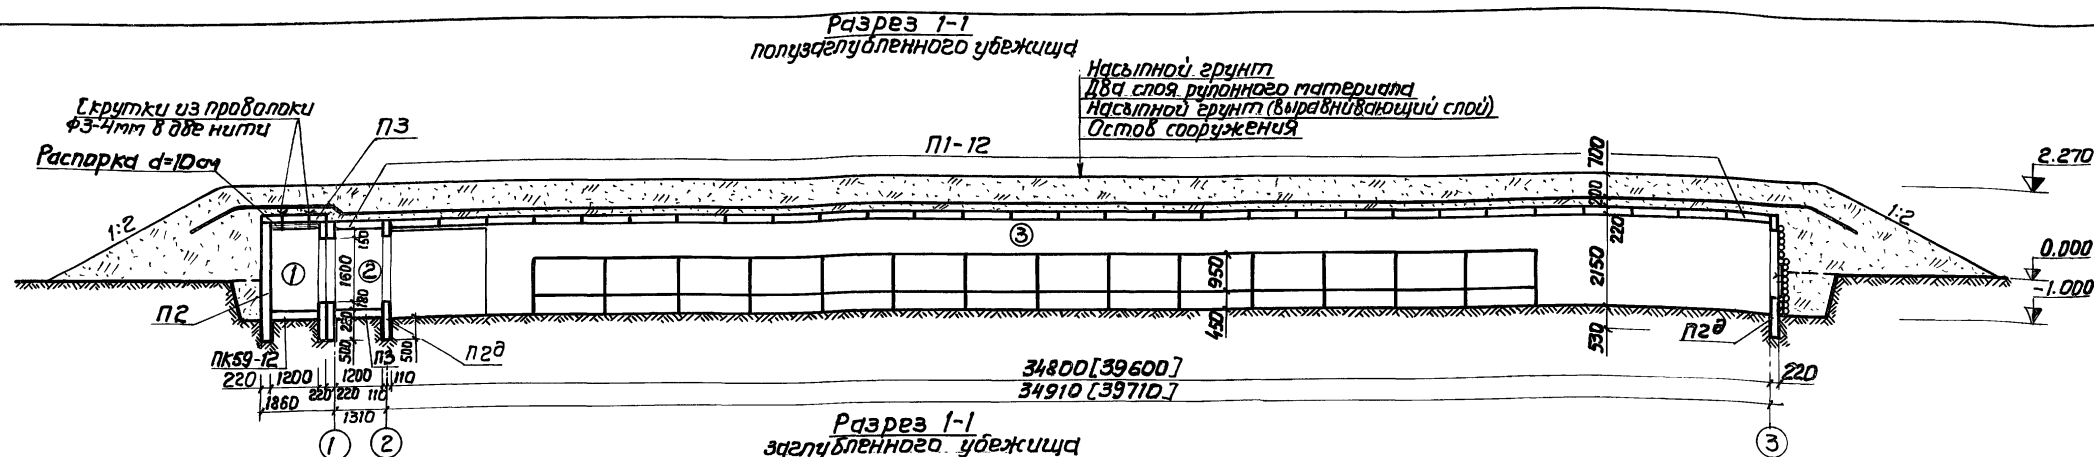 Разрез 1-1
полузаглубленного убежища
Насыпной грунт
Два слоя рулонного материала
Насыпной грунт (выравнивающий слой)
Остов сооружения
Скрутки из проволоки
Ф3-4мм в две нити
П3
Распорка d=10см
П1-12
700
200
2.270
1:2
1:2
220
3
1
2
150
1600
180
250
500
950
450
2150
530
0.000
-1.000
П2
П2д
П2д
ПК59-12
П3
500
220
1200
220
220
1200
110
110
1860
1310
34800 [39600]
34910 [39710]
220
1
2
3
Разрез 1-1
заглубленного убежища